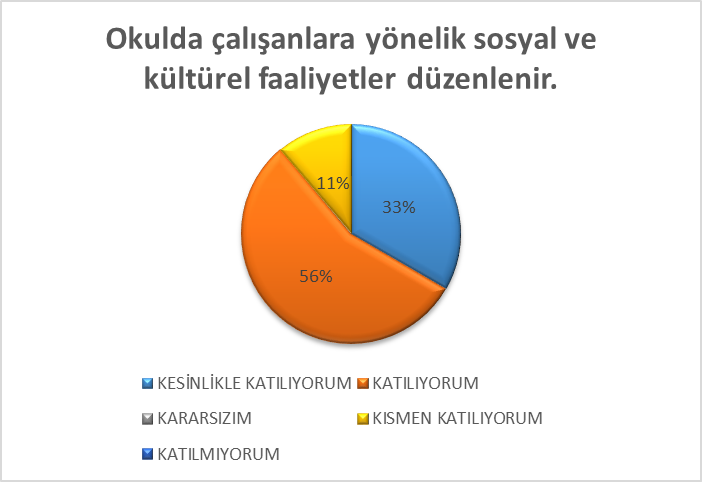 Okulda çalışanlara yönelik sosyal ve
kültürel faaliyetler düzenlenir.
11%
33%
56%
KESİNLİKLE KATILIYORUM
KATILIYORUM
KARARSIZIM
KISMEN KATILIYORUM
KATILMIYORUM